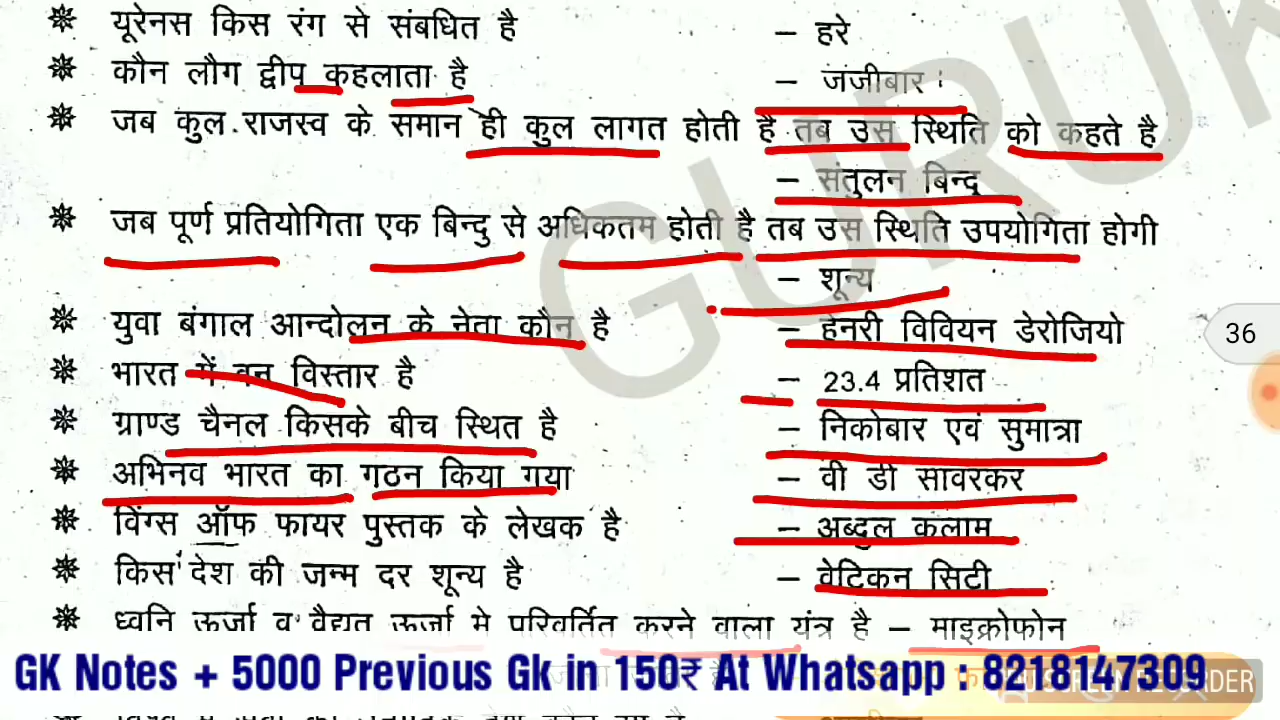 यूरेनस किस रंग से संबधित है – हरे
कौन लौग द्वीप कहलाता है – जंजीबार
जब कुल राजस्व के समान ही कुल लागत होती है तब उस स्थिति को कहते है
– संतुलन बिन्दू
जब पूर्ण प्रतियोगिता एक बिन्दु से अधिकतम होती है तब उस स्थिति उपयोगिता होगी
– शून्य
युवा बंगाल आन्दोलन के नेता कौन है – हेनरी विवियन डेरोजियो
36
भारत में वन विस्तार है – 23.4 प्रतिशत
ग्राण्ड चैनल किसके बीच स्थित है – निकोबार एवं सुमात्रा
अभिनव भारत का गठन किया गया – वी डी सावरकर
विंग्स ऑफ फायर पुस्तक के लेखक है – अब्दुल कलाम
किस देश की जन्म दर शून्य है – वेटिकन सिटी
ध्वनि ऊर्जा व वैद्यत ऊर्जा मे परिवर्तित करने वाला यंत्र है – माइक्रोफोन
GK Notes + 5000 Previous Gk in 150₹ At Whatsapp : 8218147309